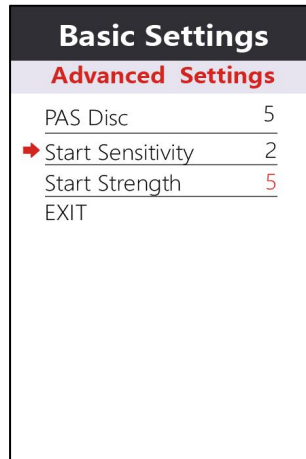 Basic Settings
Advanced Settings
PAS Disc 5
Start Sensitivity 2
Start Strength 5
EXIT